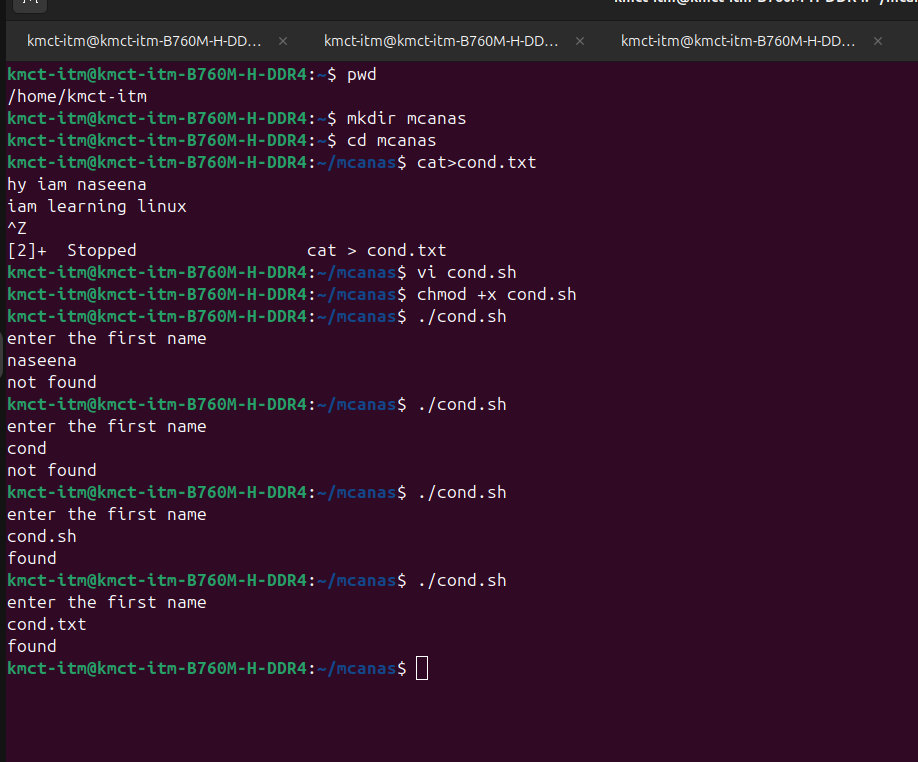 kmct-itm@kmct-itm-B760M-H-DD... × kmct-itm@kmct-itm-B760M-H-DD... × kmct-itm@kmct-itm-B760M-H-DD... ×
kmct-itm@kmct-itm-B760M-H-DDR4:~$ pwd
/home/kmct-itm
kmct-itm@kmct-itm-B760M-H-DDR4:~$ mkdir mcanas
kmct-itm@kmct-itm-B760M-H-DDR4:~$ cd mcanas
kmct-itm@kmct-itm-B760M-H-DDR4:~/mcanas$ cat>cond.txt
hy iam naseena
iam learning linux
^Z
[2]+  Stopped                 cat > cond.txt
kmct-itm@kmct-itm-B760M-H-DDR4:~/mcanas$ vi cond.sh
kmct-itm@kmct-itm-B760M-H-DDR4:~/mcanas$ chmod +x cond.sh
kmct-itm@kmct-itm-B760M-H-DDR4:~/mcanas$ ./cond.sh
enter the first name
naseena
not found
kmct-itm@kmct-itm-B760M-H-DDR4:~/mcanas$ ./cond.sh
enter the first name
cond
not found
kmct-itm@kmct-itm-B760M-H-DDR4:~/mcanas$ ./cond.sh
enter the first name
cond.sh
found
kmct-itm@kmct-itm-B760M-H-DDR4:~/mcanas$ ./cond.sh
enter the first name
cond.txt
found
kmct-itm@kmct-itm-B760M-H-DDR4:~/mcanas$